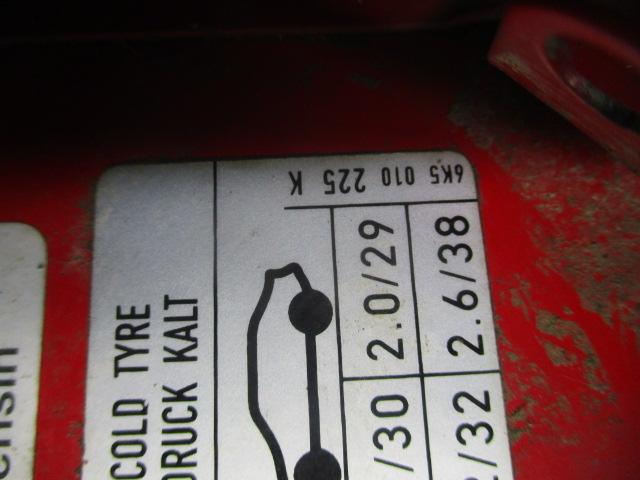 6K5 010 225 K
COLD TYRE
DRUCK KALT
2.0/29
2.6/38
/30
/32